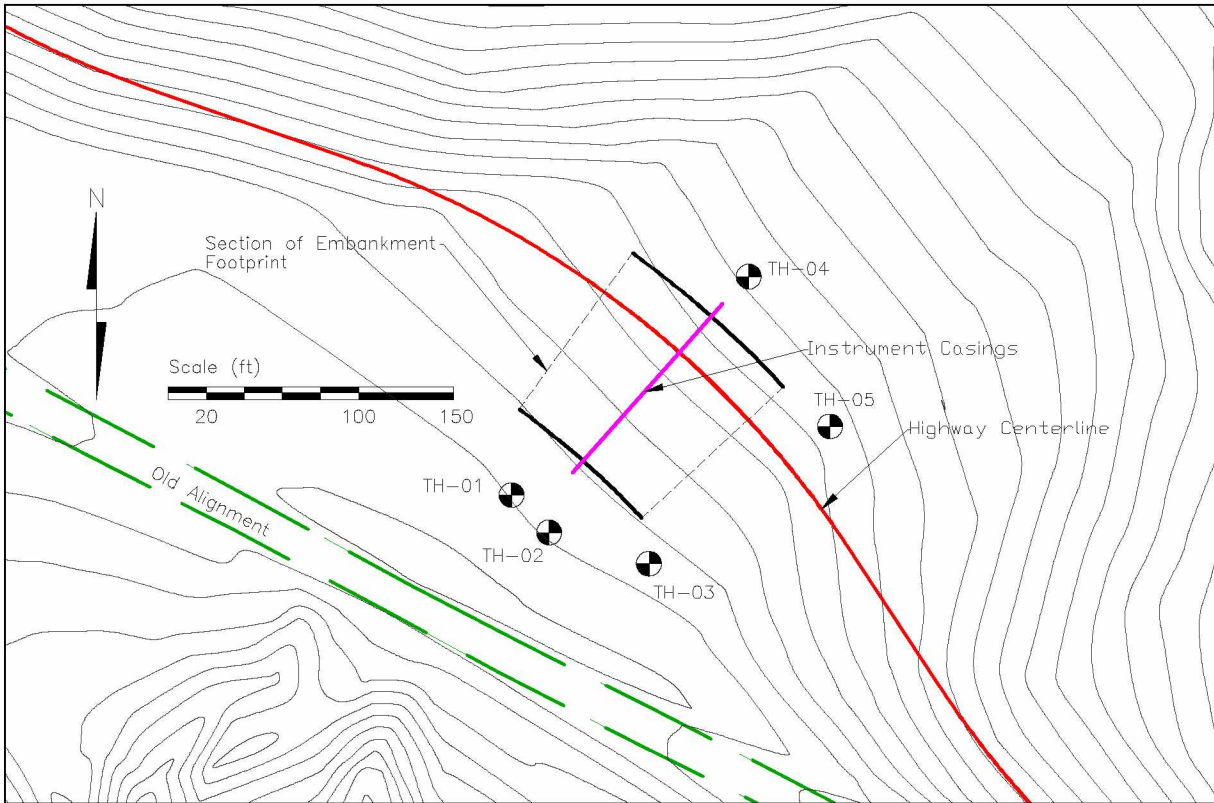 N
Section of Embankment
Footprint
TH-04
Instrument Casings
Scale (ft)
20 100 150
TH-05
Highway Centerline
TH-01
Old Alignment
TH-02
TH-03